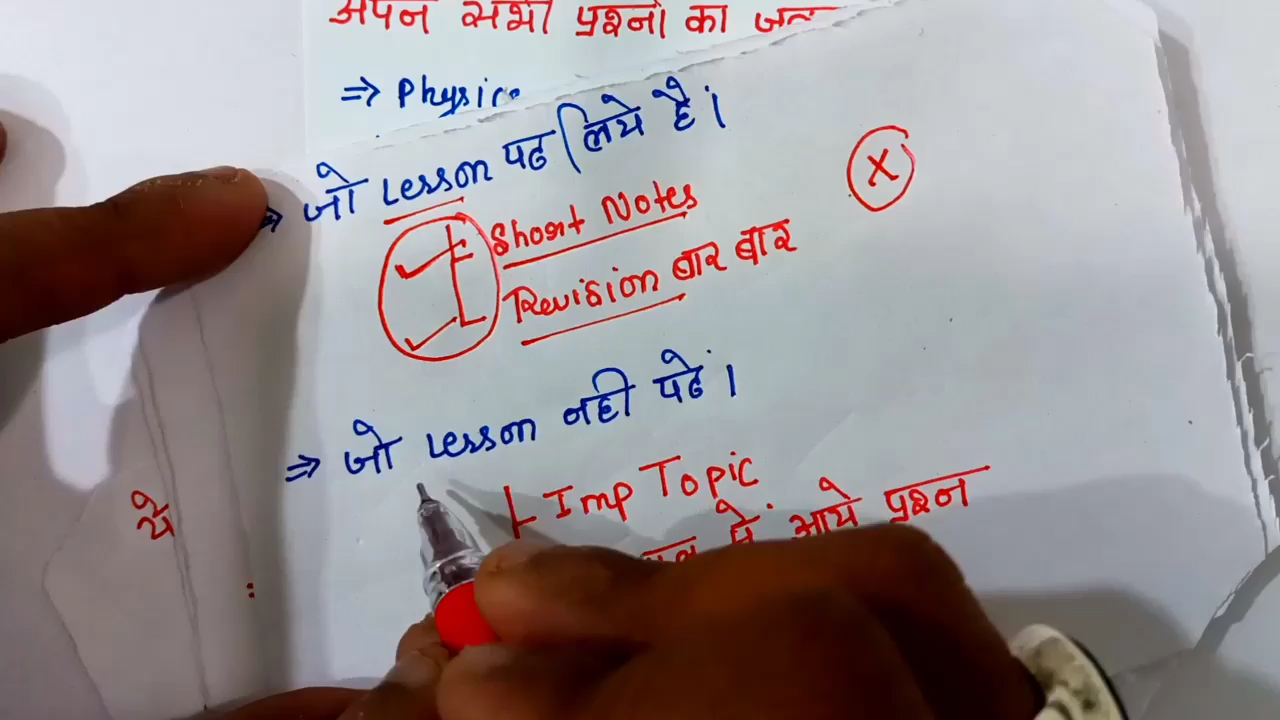 अपने सभी प्रश्नों का
⇒ Physics
⇒ जो Lesson पढ लिये है।
Short Notes
X
Revision बार बार
⇒ जो Lesson नही पढें।
Imp Topic
में आये प्रश्न
ये